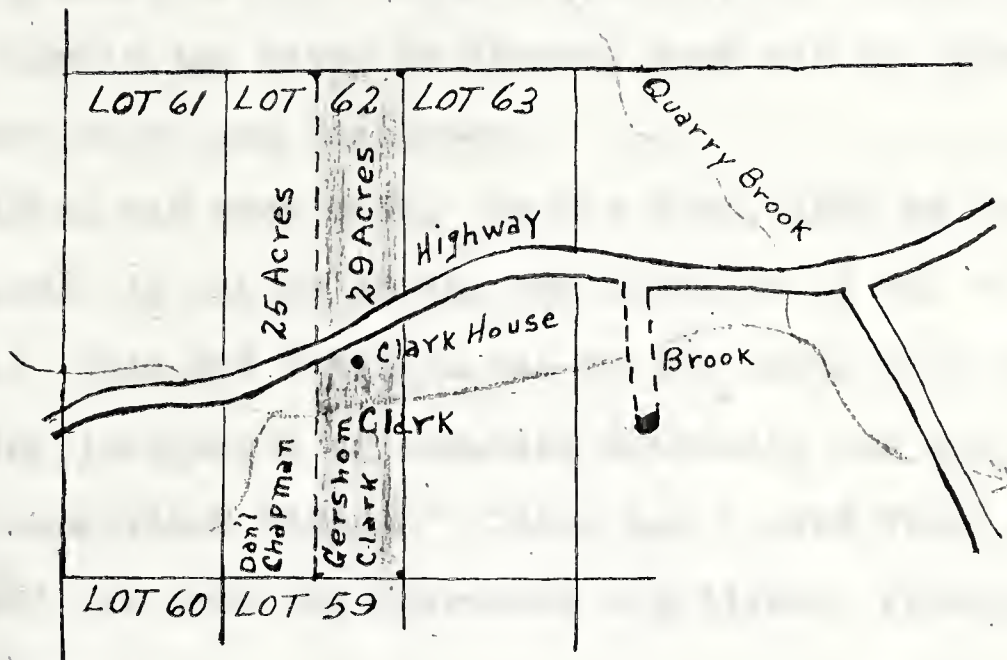 LOT 61
LOT 62
LOT 63
Quarry Brook
25 Acres
29 Acres
Highway
Clark House
Brook
Clark
Dan'l
Chapman
Gershom
Clark
LOT 60
LOT 59